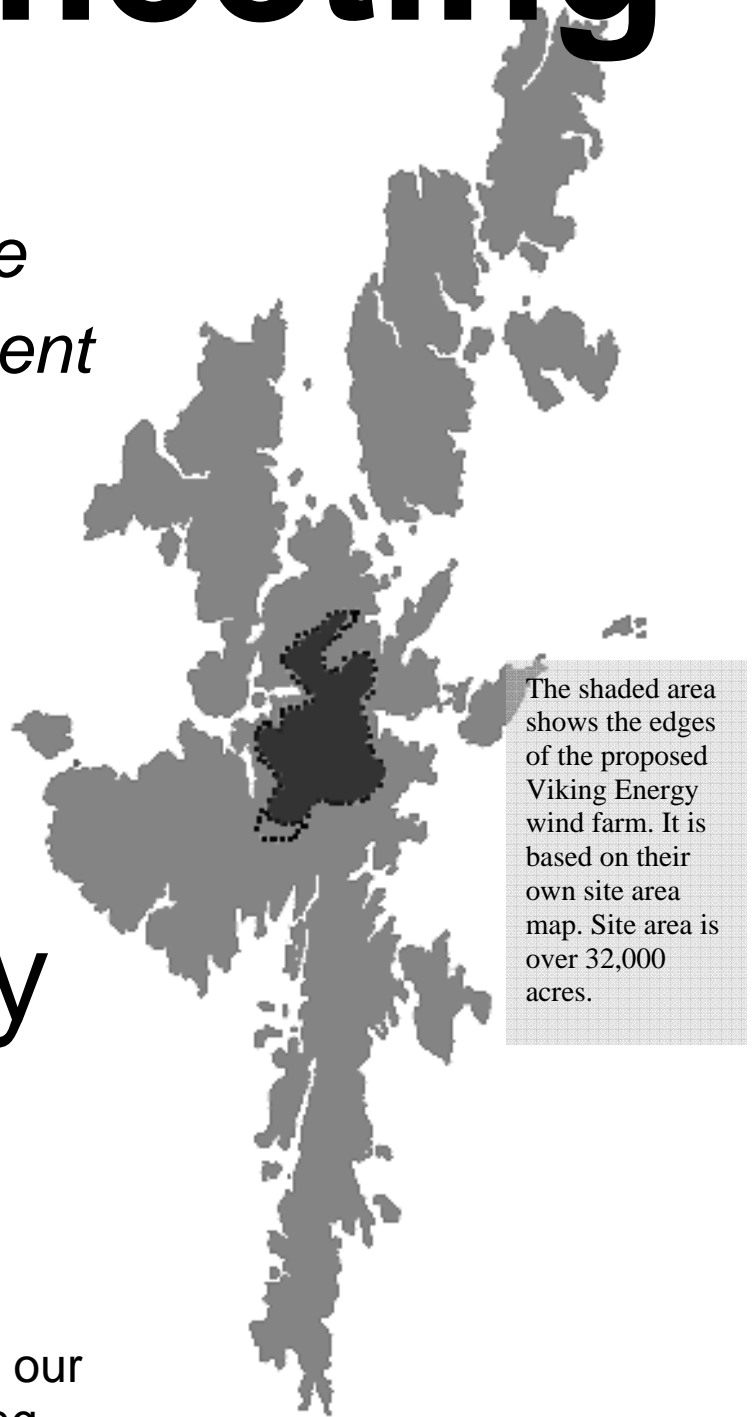 e
ent
The shaded area
shows the edges
of the proposed
Viking Energy
wind farm. It is
based on their
own site area
map. Site area is
over 32,000
acres.
y
our